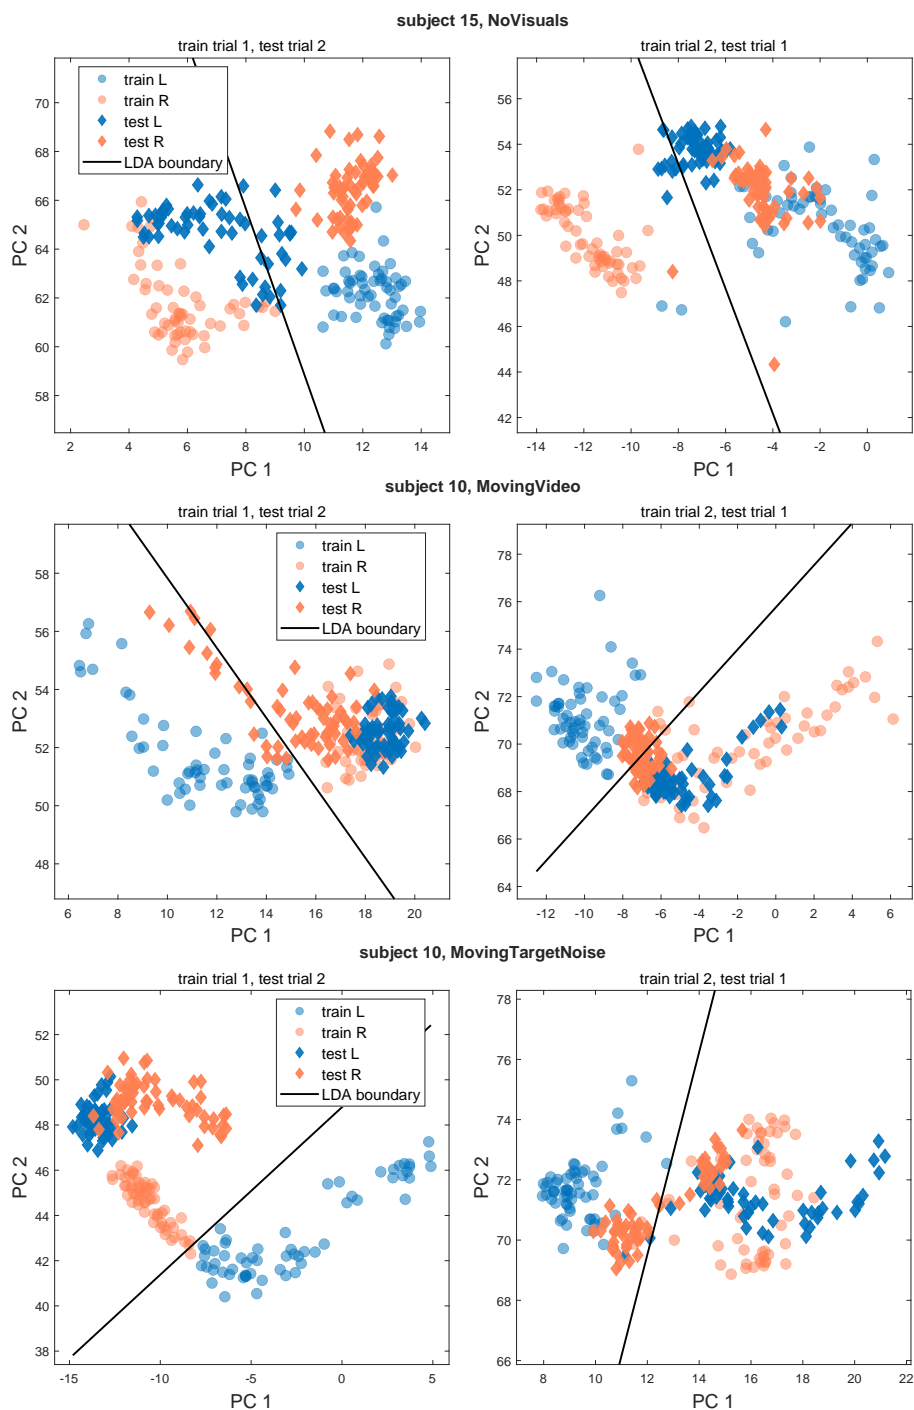 subject 15, NoVisuals
train trial 1, test trial 2
train L
train R
test L
test R
LDA boundary
70
68
66
64
62
60
58
PC 2
2
4
6
8
10
12
14
PC 1
train trial 2, test trial 1
56
54
52
50
48
46
44
42
PC 2
-14
-12
-10
-8
-6
-4
-2
0
PC 1
subject 10, MovingVideo
train trial 1, test trial 2
train L
train R
test L
test R
LDA boundary
58
56
54
52
50
48
PC 2
6
8
10
12
14
16
18
20
PC 1
train trial 2, test trial 1
78
76
74
72
70
68
66
64
PC 2
-12
-10
-8
-6
-4
-2
0
2
4
6
PC 1
subject 10, MovingTargetNoise
train trial 1, test trial 2
train L
train R
test L
test R
LDA boundary
52
50
48
46
44
42
40
38
PC 2
-15
-10
-5
0
5
PC 1
train trial 2, test trial 1
78
76
74
72
70
68
66
PC 2
8
10
12
14
16
18
20
22
PC 1